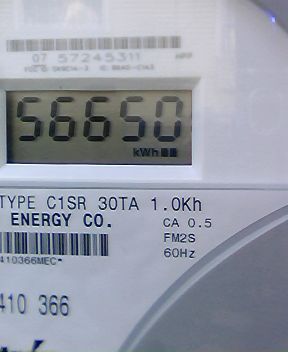 07 57245311
56650
kWh
TYPE C1SR 30TA 1.0Kh
ENERGY CO.
CA 0.5
FM2S
60Hz
410366MEC*
410 366